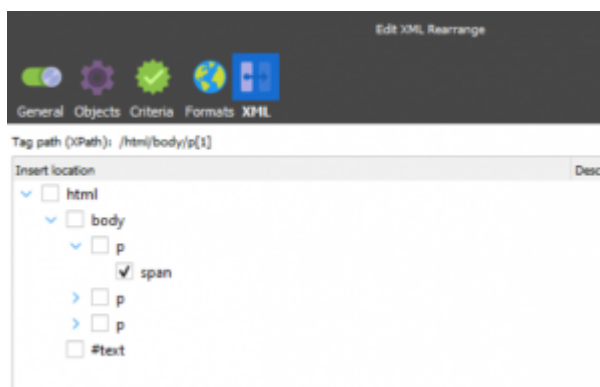 Edit XML Rearrange
General Objects Criteria Formats XML
Tag path (XPath): /html/body/p[1]
Insert location Desc
html
body
p
span
p
p
#text